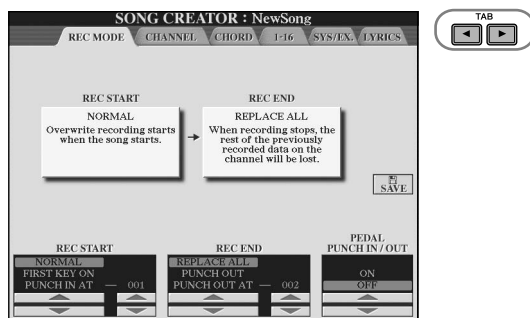 SONG CREATOR : NewSong
TAB
REC MODE CHANNEL CHORD 1-16 SYS/EX. LYRICS
REC START
NORMAL
Overwrite recording starts
when the song starts.
REC END
REPLACE ALL
When recording stops, the
rest of the previously
recorded data on the
channel will be lost.
SAVE
REC START
NORMAL
FIRST KEY ON
PUNCH IN AT — 001
REC END
REPLACE ALL
PUNCH OUT
PUNCH OUT AT — 002
PEDAL
PUNCH IN / OUT
ON
OFF